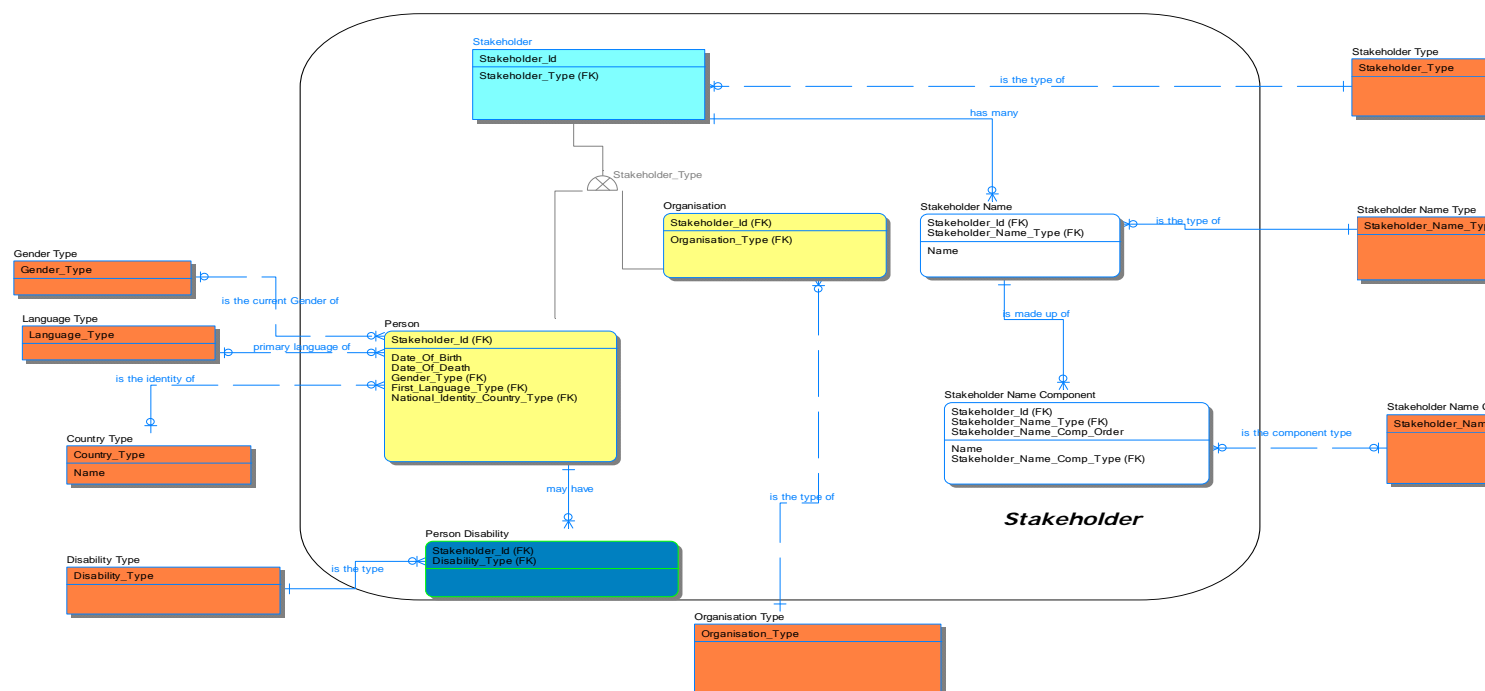 Stakeholder
Stakeholder_Id
Stakeholder_Type (FK)
Stakeholder Type
Stakeholder_Type
is the type of
has many
Stakeholder_Type
Organisation
Stakeholder_Id (FK)
Organisation_Type (FK)
Stakeholder Name
Stakeholder_Id (FK)
Stakeholder_Name_Type (FK)
Name
is the type of
Stakeholder Name Type
Stakeholder_Name_Ty
Gender Type
Gender_Type
is the current Gender of
Language Type
Language_Type
primary language of
is the identity of
Country Type
Country_Type
Name
Person
Stakeholder_Id (FK)
Date_Of_Birth
Date_Of_Death
Gender_Type (FK)
First_Language_Type (FK)
National_Identity_Country_Type (FK)
is made up of
Stakeholder Name Component
Stakeholder_Id (FK)
Stakeholder_Name_Type (FK)
Stakeholder_Name_Comp_Order
Name
Stakeholder_Name_Comp_Type (FK)
is the component type
Stakeholder Name
Stakeholder_Nam
may have
is the type of
Stakeholder
Person Disability
Stakeholder_Id (FK)
Disability_Type (FK)
is the type
Disability Type
Disability_Type
Organisation Type
Organisation_Type